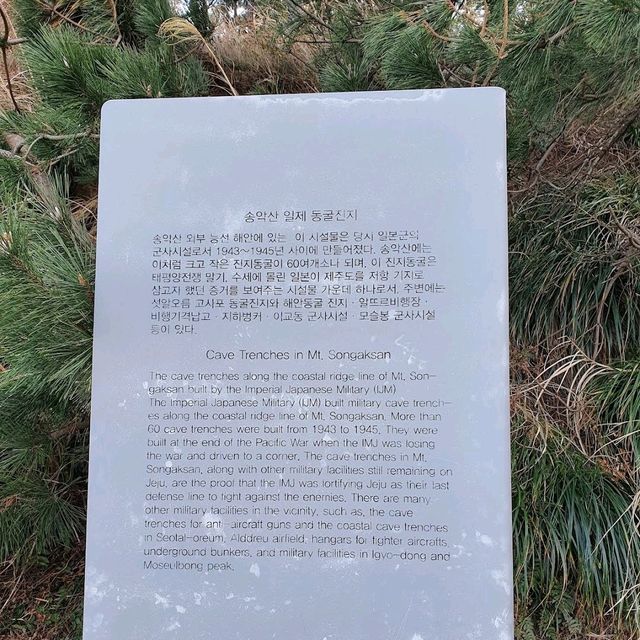 송악산 일제 동굴진지
송악산 외부 능선 해안에 있는 이 시설물은 당시 일본군의
군사시설로서 1943~1945년 사이에 만들어졌다. 송악산에는
이처럼 크고 작은 진지동굴이 60여개소나 되며, 이 진지동굴은
태평양전쟁 말기, 수세에 몰린 일본이 제주도를 저항 기지로
삼고자 했던 증거를 보여주는 시설물 가운데 하나로서, 주변에는
섯알오름 고사포 동굴진지와 해안동굴 진지 · 알뜨르비행장 ·
비행기격납고 · 지하벙커 · 이교동 군사시설 · 모슬봉 군사시설
등이 있다.
Cave Trenches in Mt. Songaksan
The cave trenches along the coastal ridge line of Mt. Son-
gaksan built by the Imperial Japanese Military (IJM)
The Imperial Japanese Military (IJM) built military cave trench-
es along the coastal ridge line of Mt. Songaksan. More than
60 cave trenches were built from 1943 to 1945. They were
built at the end of the Pacific War when the IMJ was losing
the war and driven to a corner. The cave trenches in Mt.
Songaksan, along with other military facilities still remaining on
Jeju, are the proof that the IMJ was fortifying Jeju as their last
defense line to fight against the enemies. There are many
other military facilities in the vicinity, such as, the cave
trenches for anti-aircraft guns and the coastal cave trenches
in Seotal-oreum, Alddreu airfield, hangars for fighter aircrafts,
underground bunkers, and military facilities in Igyo-dong and
Moseulbong peak.